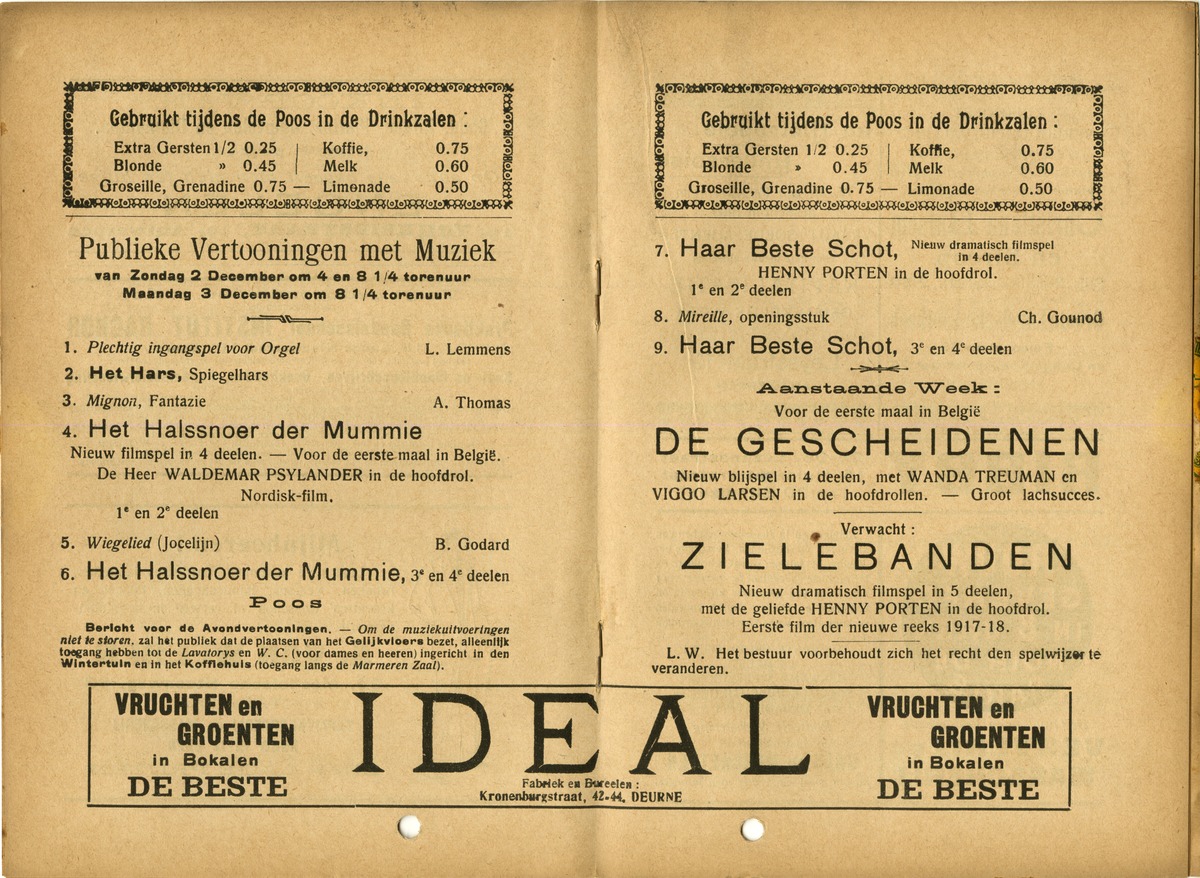 Gebruikt tijdens de Poos in de Drinkzalen :
Extra Gersten 1/2 0.25 | Koffie, 0.75
Blonde » 0.45 | Melk 0.60
Groseille, Grenadine 0.75 — Limonade 0.50
Publieke Vertooningen met Muziek
van Zondag 2 December om 4 en 8 1/4 torenuur
Maandag 3 December om 8 1/4 torenuur
1. Plechtig ingangspel voor Orgel L. Lemmens
2. Het Hars, Spiegelhars
3. Mignon, Fantazie A. Thomas
4. Het Halssnoer der Mummie
Nieuw filmspel in 4 deelen. — Voor de eerste maal in België.
De Heer WALDEMAR PSYLANDER in de hoofdrol.
Nordisk-film.
1e en 2e deelen
5. Wiegelied (Jocelijn) B. Godard
6. Het Halssnoer der Mummie, 3e en 4e deelen
Poos
Bericht voor de Avondvertooningen. — Om de muziekuitvoeringen
niet te storen, zal het publiek dat de plaatsen van het Gelijkvloers bezet, alleenlijk
toegang hebben tot de Lavatorys en W. C. (voor dames en heeren) ingericht in den
Wintertuin en in het Koffiehuis (toegang langs de Marmeren Zaal).
Gebruikt tijdens de Poos in de Drinkzalen :
Extra Gersten 1/2 0.25 | Koffie, 0.75
Blonde » 0.45 | Melk 0.60
Groseille, Grenadine 0.75 — Limonade 0.50
7. Haar Beste Schot, Nieuw dramatisch filmspel
in 4 deelen.
HENNY PORTEN in de hoofdrol.
1e en 2e deelen
8. Mireille, openingsstuk Ch. Gounod
9. Haar Beste Schot, 3e en 4e deelen
Aanstaande Week :
Voor de eerste maal in België
DE GESCHEIDENEN
Nieuw blijspel in 4 deelen, met WANDA TREUMAN en
VIGGO LARSEN in de hoofdrollen. — Groot lachsucces.
Verwacht :
ZIELEBANDEN
Nieuw dramatisch filmspel in 5 deelen,
met de geliefde HENNY PORTEN in de hoofdrol.
Eerste film der nieuwe reeks 1917-18.
L. W. Het bestuur voorbehoudt zich het recht den spelwijzer te
veranderen.
VRUCHTEN en
GROENTEN
in Bokalen
DE BESTE
IDEAL
Fabriek en Bureelen :
Kronenburgstraat, 42-44, DEURNE
VRUCHTEN en
GROENTEN
in Bokalen
DE BESTE